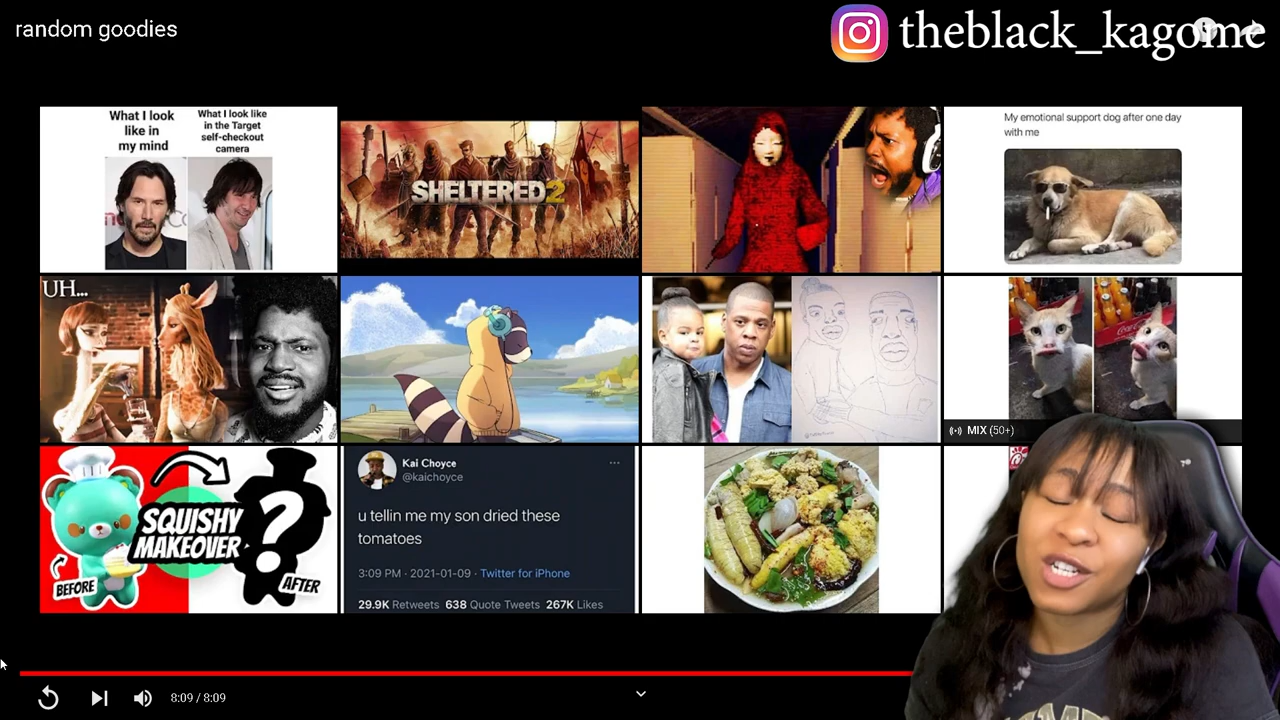 random goodies
theblack_kagome
What I look
like in
my mind
What I look like
in the Target
self-checkout
camera
SHELTERED 2
My emotional support dog after one day
with me
UH...
MIX (50+)
SQUISHY
MAKEOVER
?
BEFORE
AFTER
Kai Choyce
@kaichoyce
u tellin me my son dried these
tomatoes
3:09 PM · 2021-01-09 · Twitter for iPhone
29.9K Retweets 638 Quote Tweets 267K Likes
8:09 / 8:09